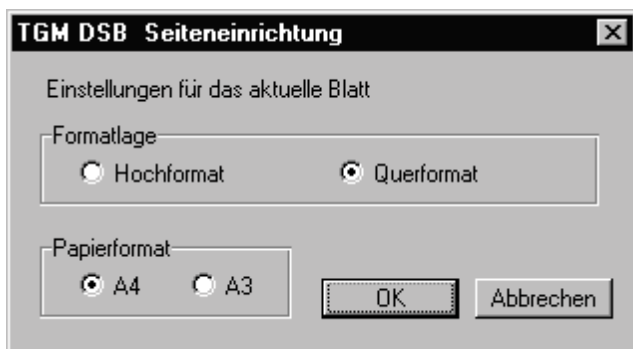 TGM DSB Seiteneinrichtung
Einstellungen für das aktuelle Blatt
Formatlage
Hochformat Querformat
Papierformat
A4 A3 OK Abbrechen